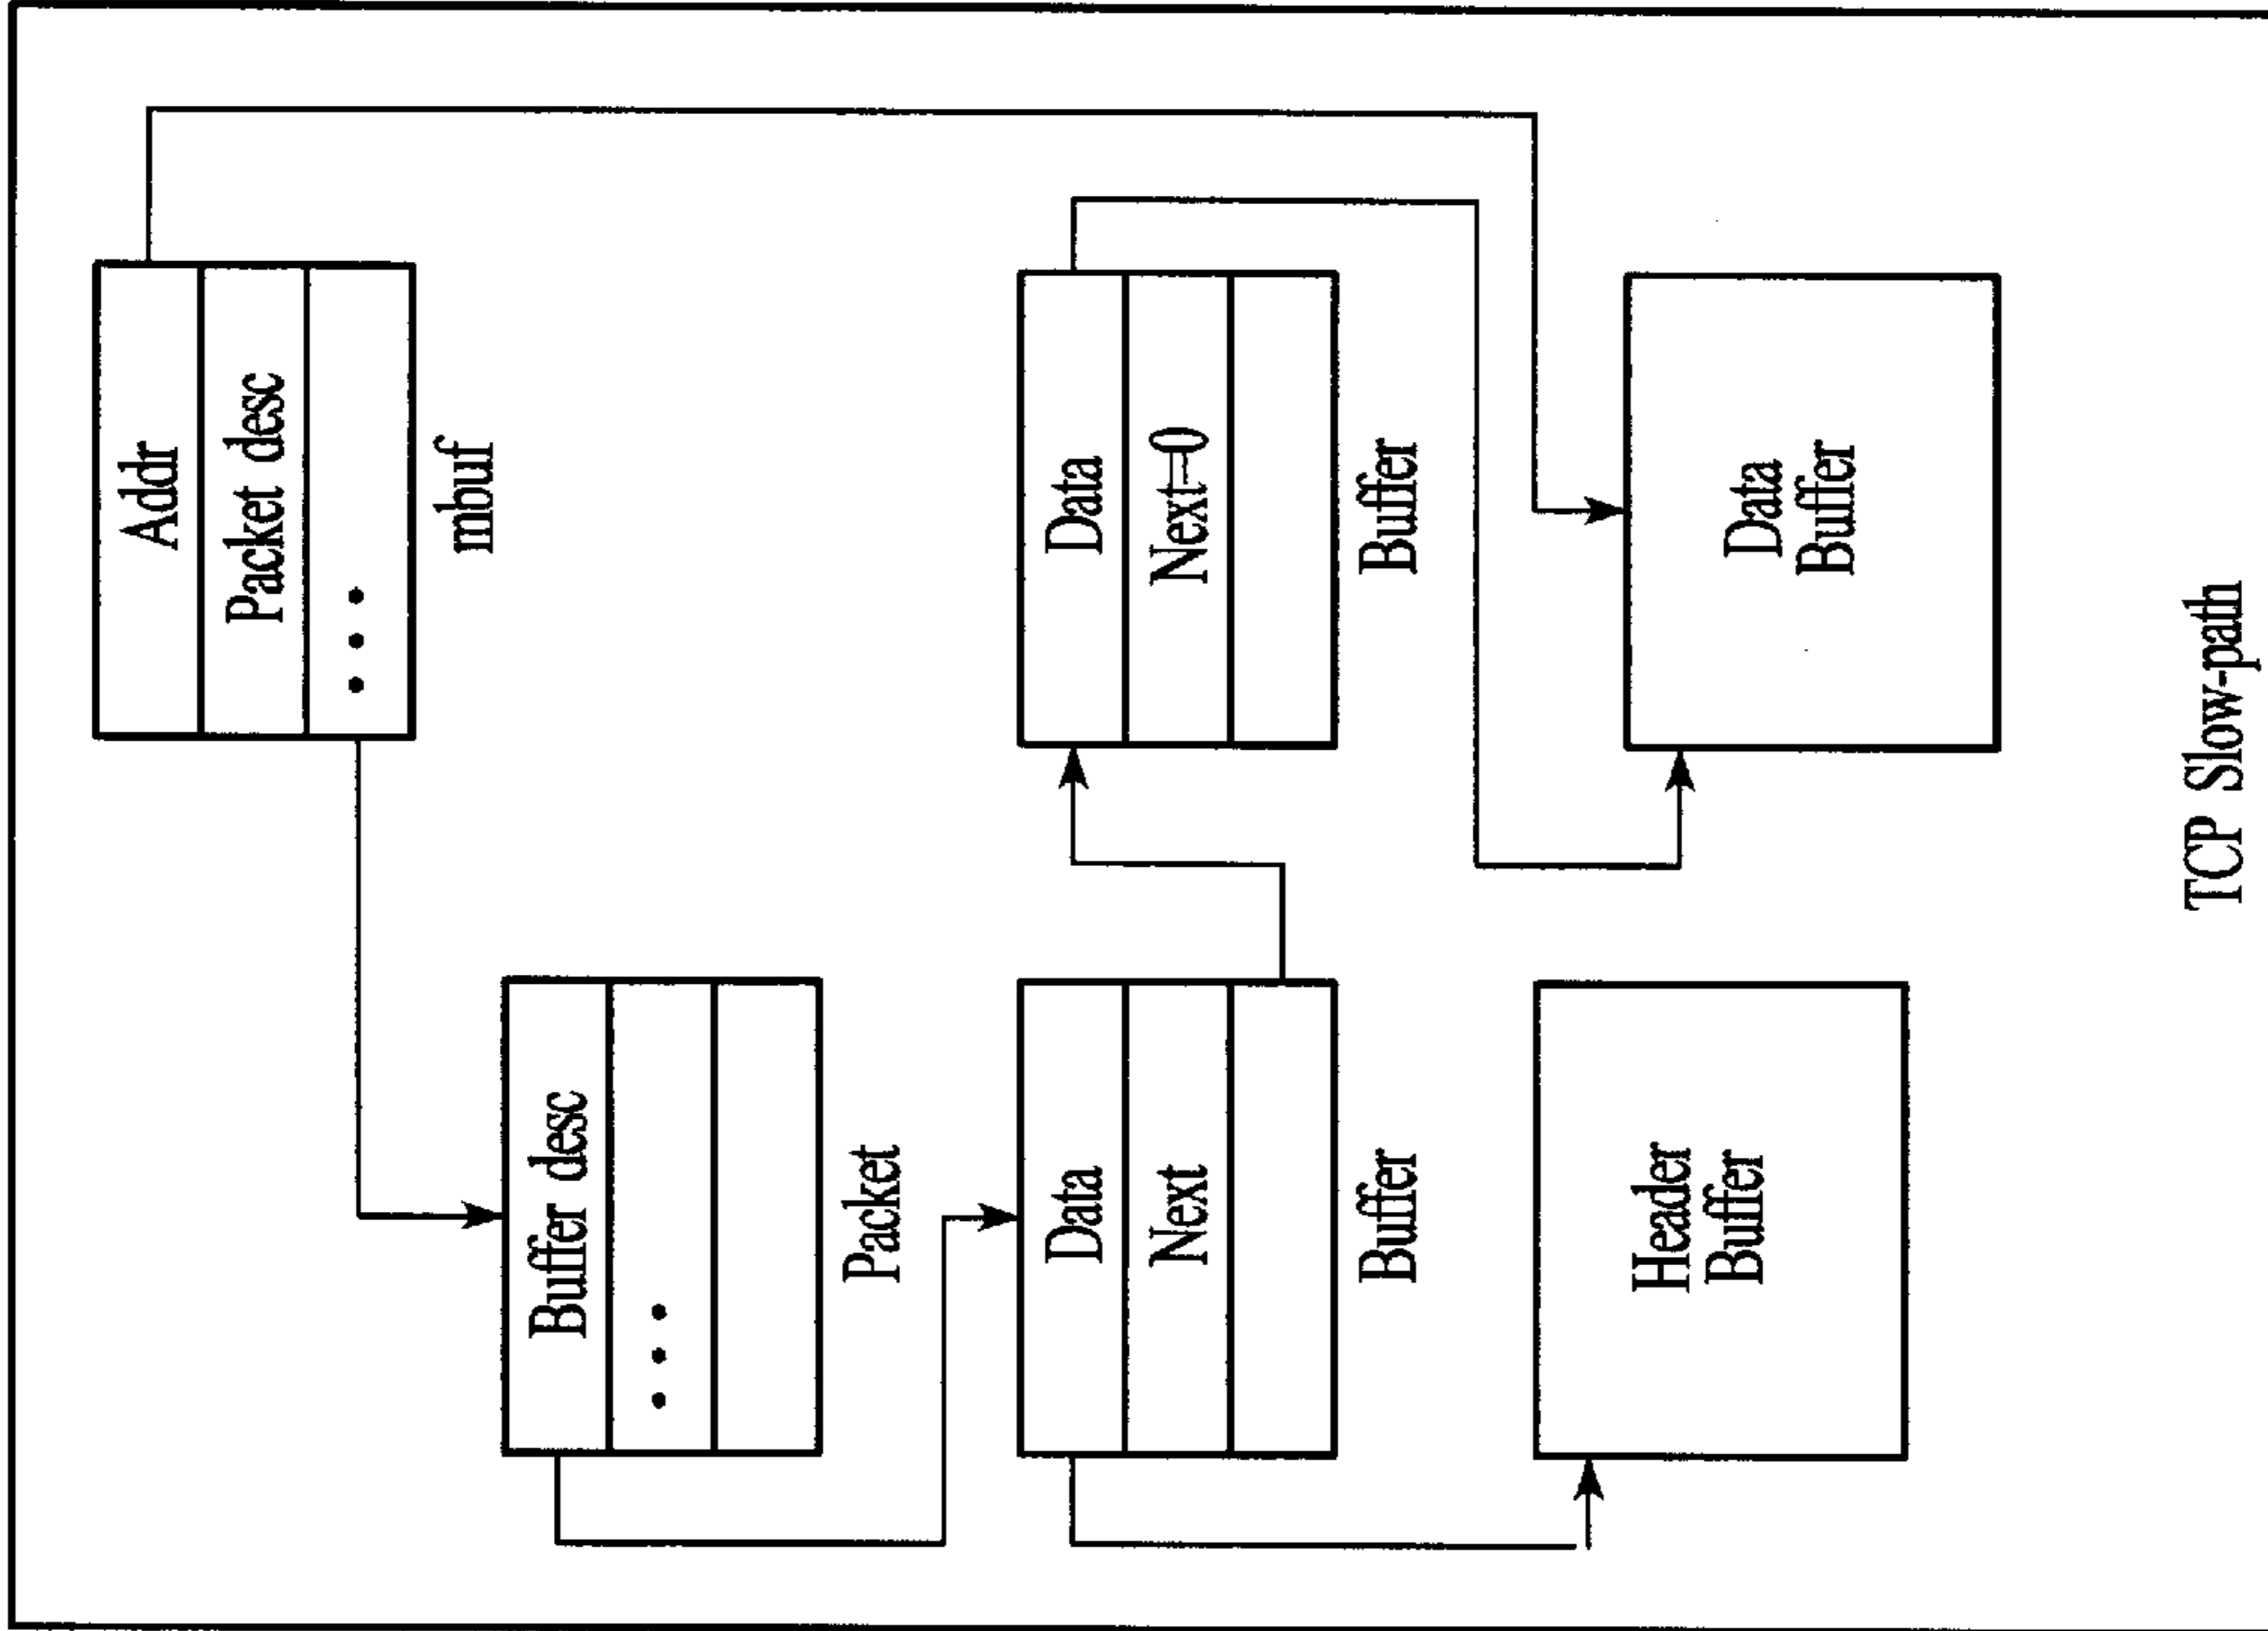 Addr
Packet desc
• • •
mbuf
Buffer desc
• • •
Packet
Data
Next
Buffer
Data
Next=0
Buffer
Header
Buffer
Data
Buffer
TCP Slow-path